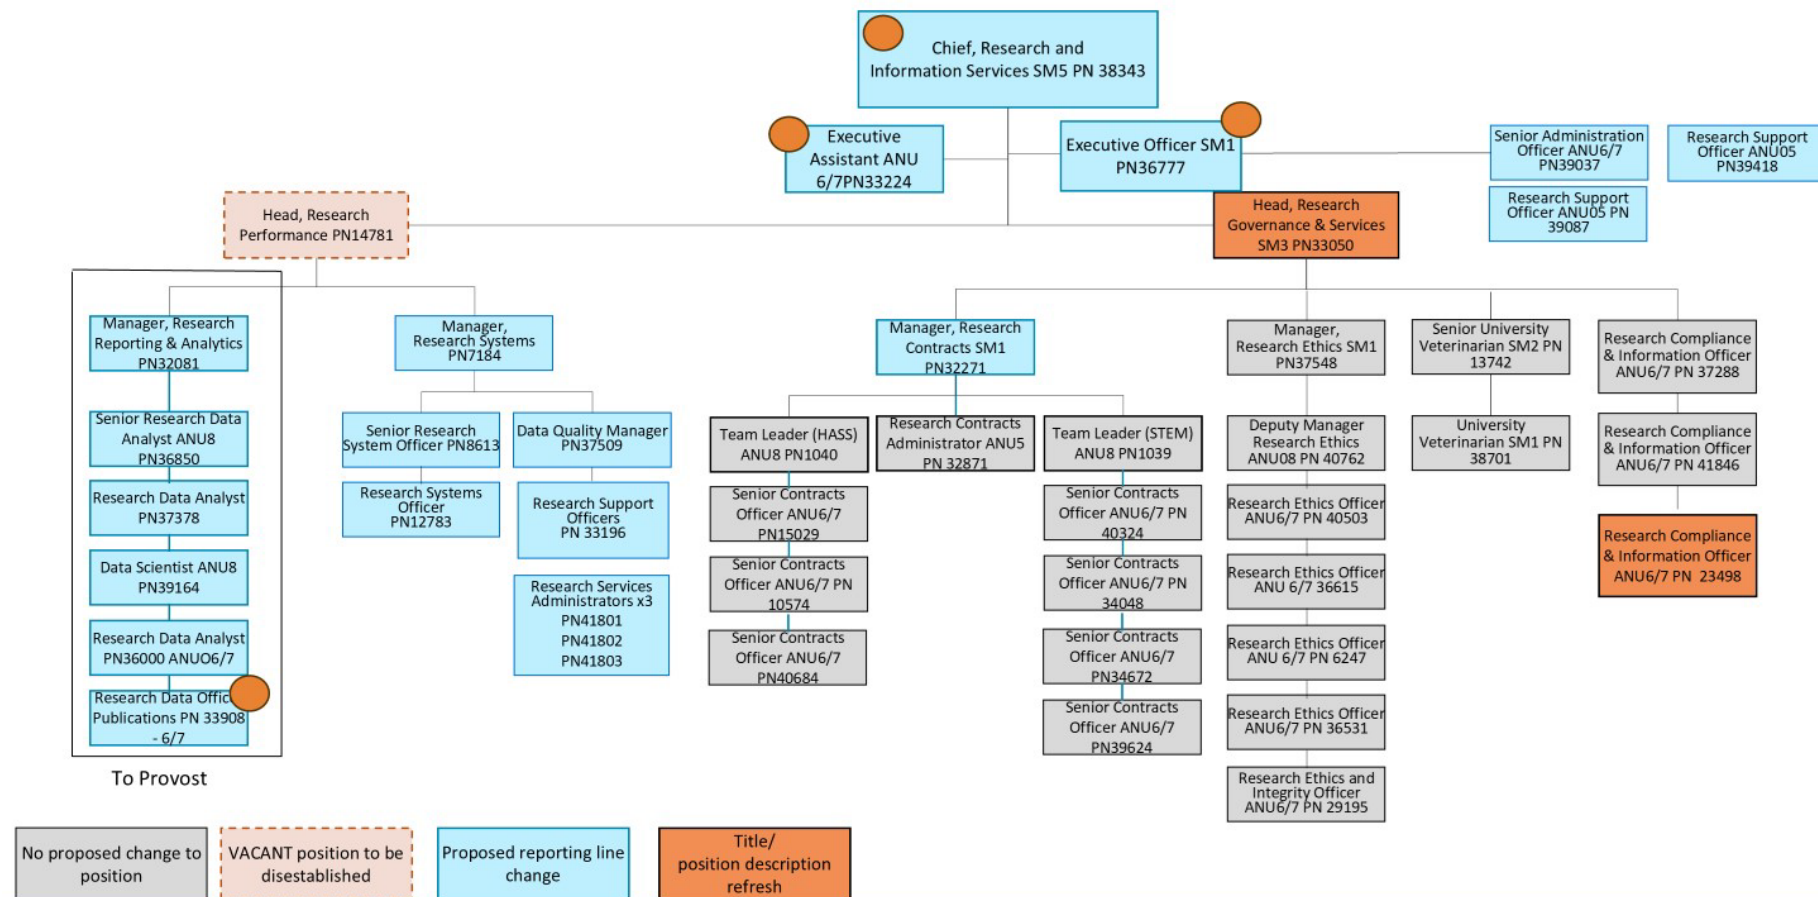 Chief, Research and
Information Services SM5 PN 38343
Executive
Assistant ANU
6/7PN33224
Executive Officer SM1
PN36777
Senior Administration
Officer ANU6/7
PN39037
Research Support
Officer ANU05
PN39418
Research Support
Officer ANU05 PN
39087
Head, Research
Performance PN14781
Head, Research
Governance & Services
SM3 PN33050
Manager, Research
Reporting & Analytics
PN32081
Senior Research Data
Analyst ANU8
PN36850
Research Data Analyst
PN37378
Data Scientist ANU8
PN39164
Research Data Analyst
PN36000 ANUO6/7
Research Data Offic
Publications PN 33908
- 6/7
To Provost
Manager,
Research Systems
PN7184
Senior Research
System Officer PN8613
Research Systems
Officer
PN12783
Data Quality Manager
PN37509
Research Support
Officers
PN 33196
Research Services
Administrators x3
PN41801
PN41802
PN41803
Manager, Research
Contracts SM1
PN32271
Team Leader (HASS)
ANU8 PN1040
Senior Contracts
Officer ANU6/7
PN15029
Senior Contracts
Officer ANU6/7 PN
10574
Senior Contracts
Officer ANU6/7
PN40684
Research Contracts
Administrator ANU5
PN 32871
Team Leader (STEM)
ANU8 PN1039
Senior Contracts
Officer ANU6/7 PN
40324
Senior Contracts
Officer ANU6/7 PN
34048
Senior Contracts
Officer ANU6/7
PN34672
Senior Contracts
Officer ANU6/7
PN39624
Manager,
Research Ethics SM1
PN37548
Deputy Manager
Research Ethics
ANU08 PN 40762
Research Ethics Officer
ANU6/7 PN 40503
Research Ethics Officer
ANU 6/7 36615
Research Ethics Officer
ANU 6/7 PN 6247
Research Ethics Officer
ANU6/7 PN 36531
Research Ethics and
Integrity Officer
ANU6/7 PN 29195
Senior University
Veterinarian SM2 PN
13742
University
Veterinarian SM1 PN
38701
Research Compliance
& Information Officer
ANU6/7 PN 37288
Research Compliance
& Information Officer
ANU6/7 PN 41846
Research Compliance
& Information Officer
ANU6/7 PN 23498
No proposed change to
position
VACANT position to be
disestablished
Proposed reporting line
change
Title/
position description
refresh